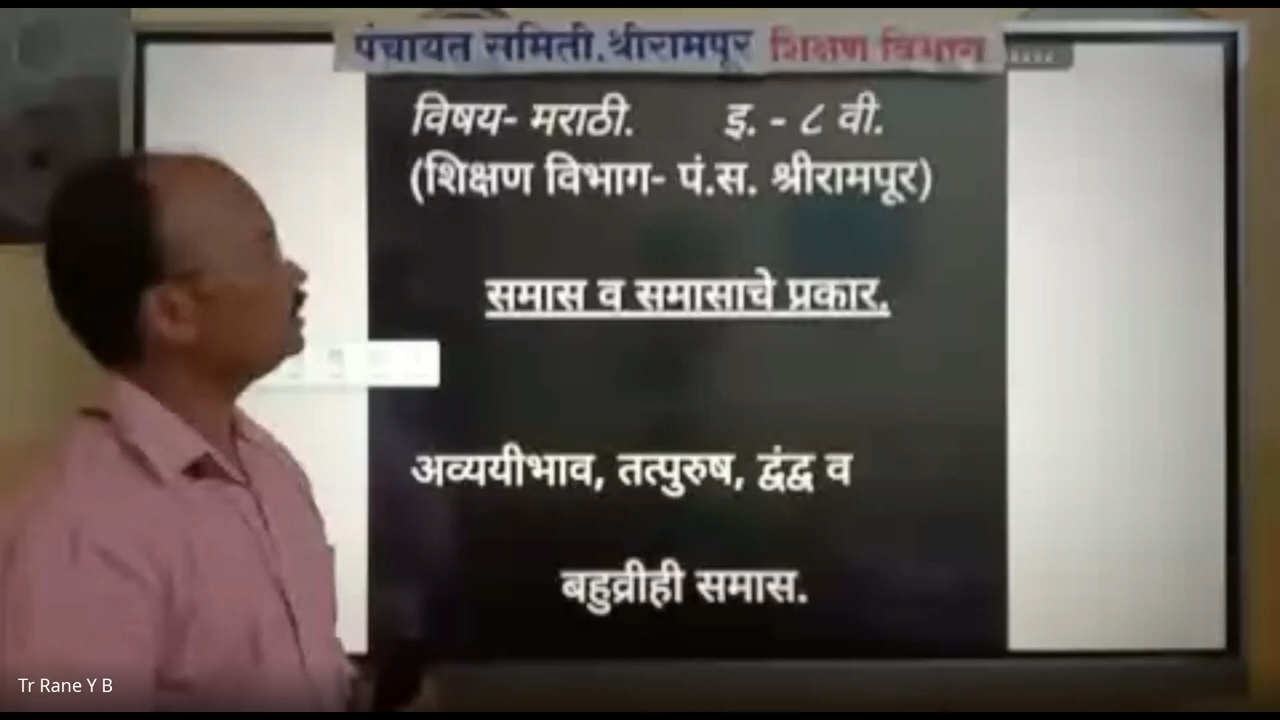 पंचायत समिती.श्रीरामपूर शिक्षण विभाग
विषय- मराठी. इ. - ८ वी.
(शिक्षण विभाग- पं.स. श्रीरामपूर)
समास व समासाचे प्रकार.
अव्ययीभाव, तत्पुरुष, द्वंद्व व
बहुव्रीही समास.
Tr Rane Y B